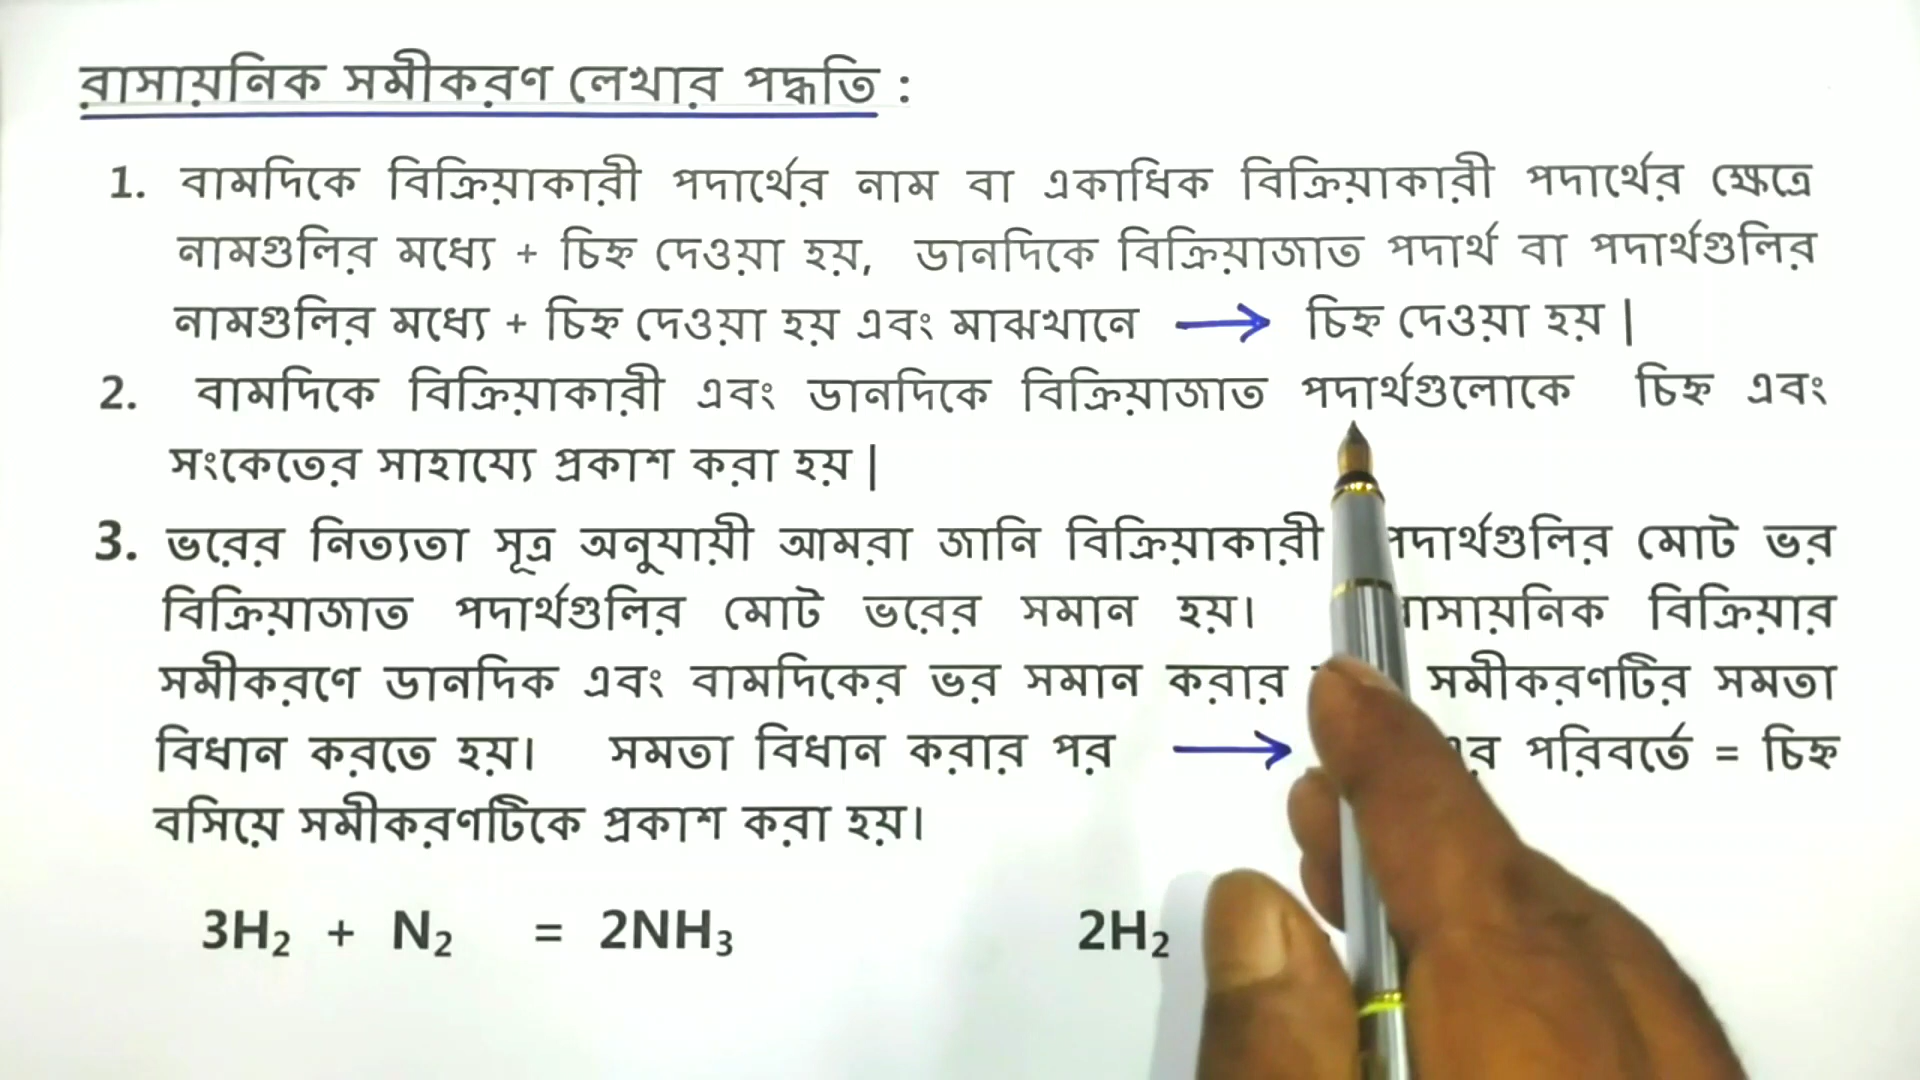 রাসায়নিক সমীকরণ লেখার পদ্ধতি :
1. বামদিকে বিক্রিয়াকারী পদার্থের নাম বা একাধিক বিক্রিয়াকারী পদার্থের ক্ষেত্রে
নামগুলির মধ্যে + চিহ্ন দেওয়া হয়, ডানদিকে বিক্রিয়াজাত পদার্থ বা পদার্থগুলির
নামগুলির মধ্যে + চিহ্ন দেওয়া হয় এবং মাঝখানে → চিহ্ন দেওয়া হয় |
2. বামদিকে বিক্রিয়াকারী এবং ডানদিকে বিক্রিয়াজাত পদার্থগুলোকে চিহ্ন এবং
সংকেতের সাহায্যে প্রকাশ করা হয় |
3. ভরের নিত্যতা সূত্র অনুযায়ী আমরা জানি বিক্রিয়াকারী পদার্থগুলির মোট ভর
বিক্রিয়াজাত পদার্থগুলির মোট ভরের সমান হয়। রাসায়নিক বিক্রিয়ার
সমীকরণে ডানদিক এবং বামদিকের ভর সমান করার সমীকরণটির সমতা
বিধান করতে হয়। সমতা বিধান করার পর → পরিবর্তে = চিহ্ন
বসিয়ে সমীকরণটিকে প্রকাশ করা হয়।
3H₂ + N₂ = 2NH₃ 2H₂